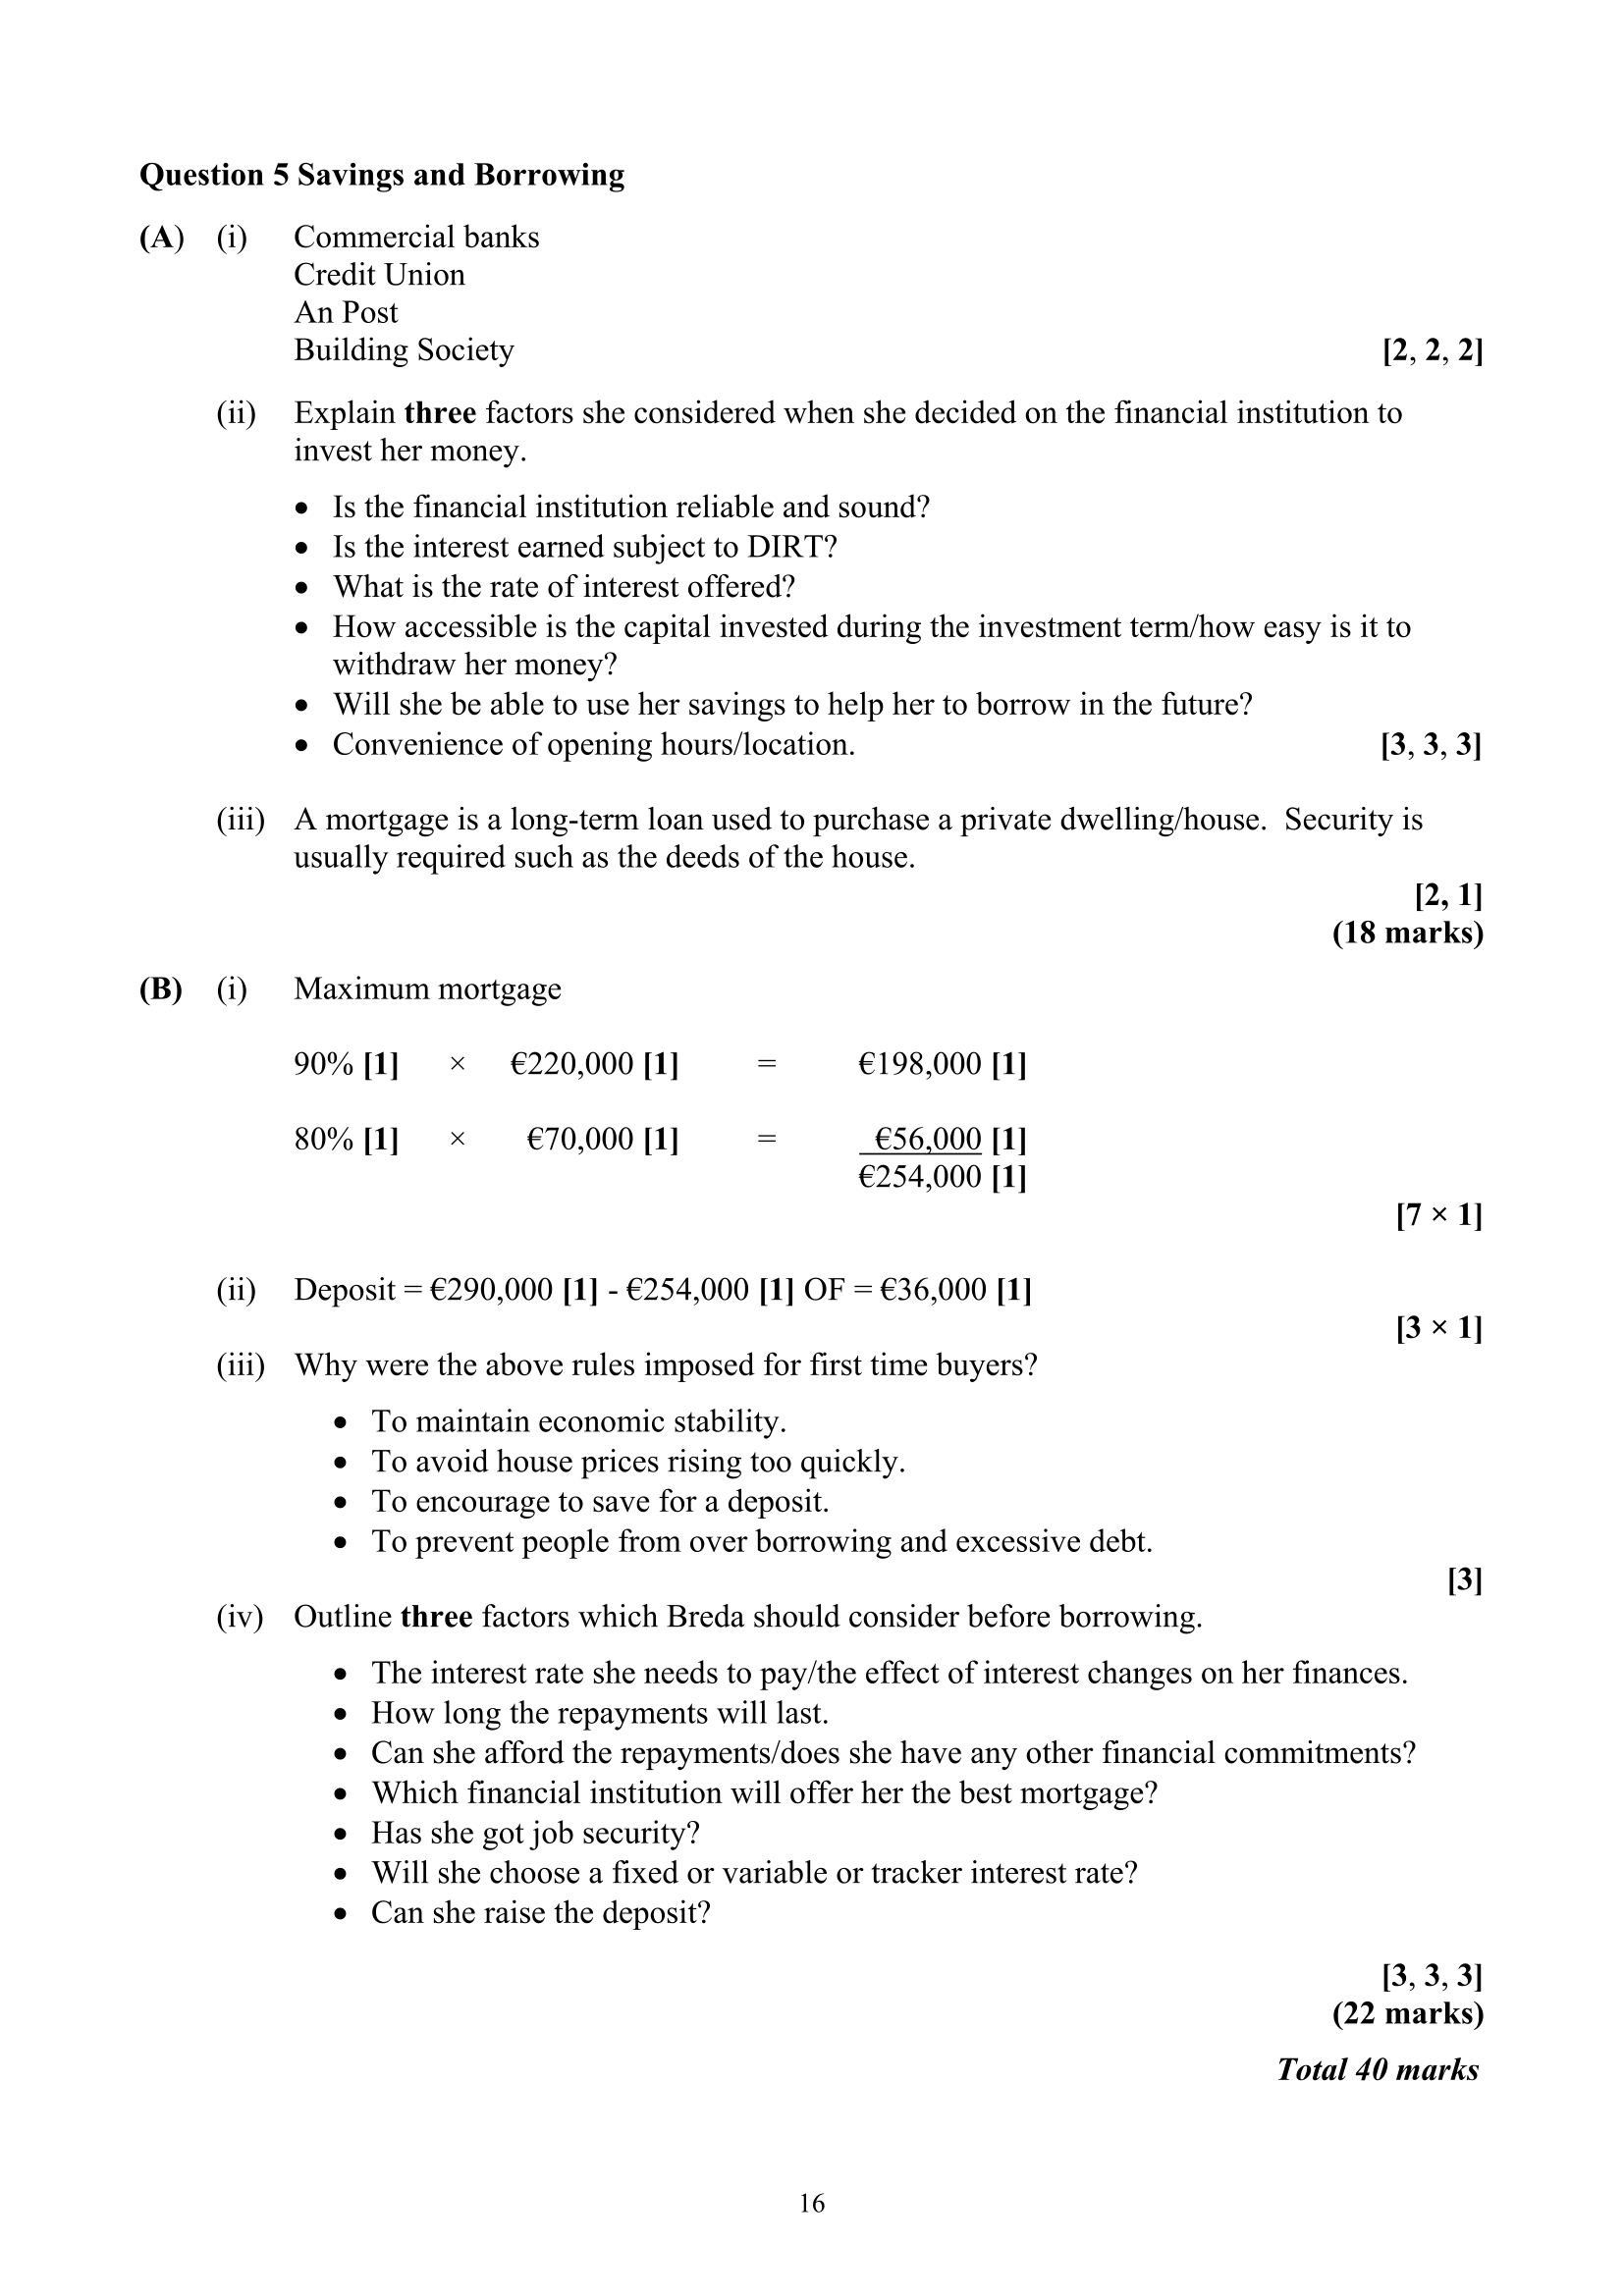 Question 5 Savings and Borrowing
(A) (i) Commercial banks
Credit Union
An Post
Building Society [2, 2, 2]
(ii) Explain three factors she considered when she decided on the financial institution to
invest her money.
• Is the financial institution reliable and sound?
• Is the interest earned subject to DIRT?
• What is the rate of interest offered?
• How accessible is the capital invested during the investment term/how easy is it to
withdraw her money?
• Will she be able to use her savings to help her to borrow in the future?
• Convenience of opening hours/location. [3, 3, 3]
(iii) A mortgage is a long-term loan used to purchase a private dwelling/house. Security is
usually required such as the deeds of the house.
[2, 1]
(18 marks)
(B) (i) Maximum mortgage
90% [1] × €220,000 [1] = €198,000 [1]
80% [1] × €70,000 [1] = €56,000 [1]
€254,000 [1]
[7 × 1]
(ii) Deposit = €290,000 [1] - €254,000 [1] OF = €36,000 [1]
[3 × 1]
(iii) Why were the above rules imposed for first time buyers?
• To maintain economic stability.
• To avoid house prices rising too quickly.
• To encourage to save for a deposit.
• To prevent people from over borrowing and excessive debt.
[3]
(iv) Outline three factors which Breda should consider before borrowing.
• The interest rate she needs to pay/the effect of interest changes on her finances.
• How long the repayments will last.
• Can she afford the repayments/does she have any other financial commitments?
• Which financial institution will offer her the best mortgage?
• Has she got job security?
• Will she choose a fixed or variable or tracker interest rate?
• Can she raise the deposit?
[3, 3, 3]
(22 marks)
Total 40 marks
16